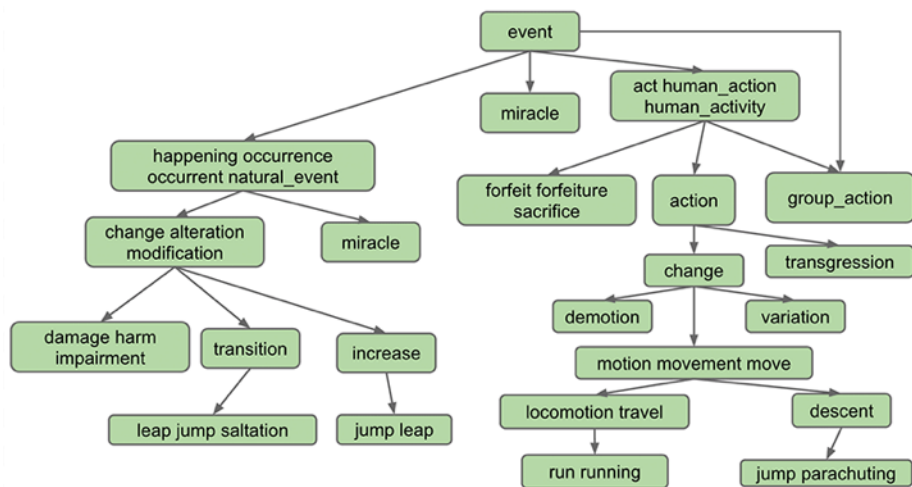 event
miracle
act human_action
human_activity
happening occurrence
occurrent natural_event
forfeit forfeiture
sacrifice
action
group_action
change alteration
modification
miracle
change
transgression
damage harm
impairment
transition
increase
demotion
variation
motion movement move
leap jump saltation
jump leap
locomotion travel
descent
run running
jump parachuting